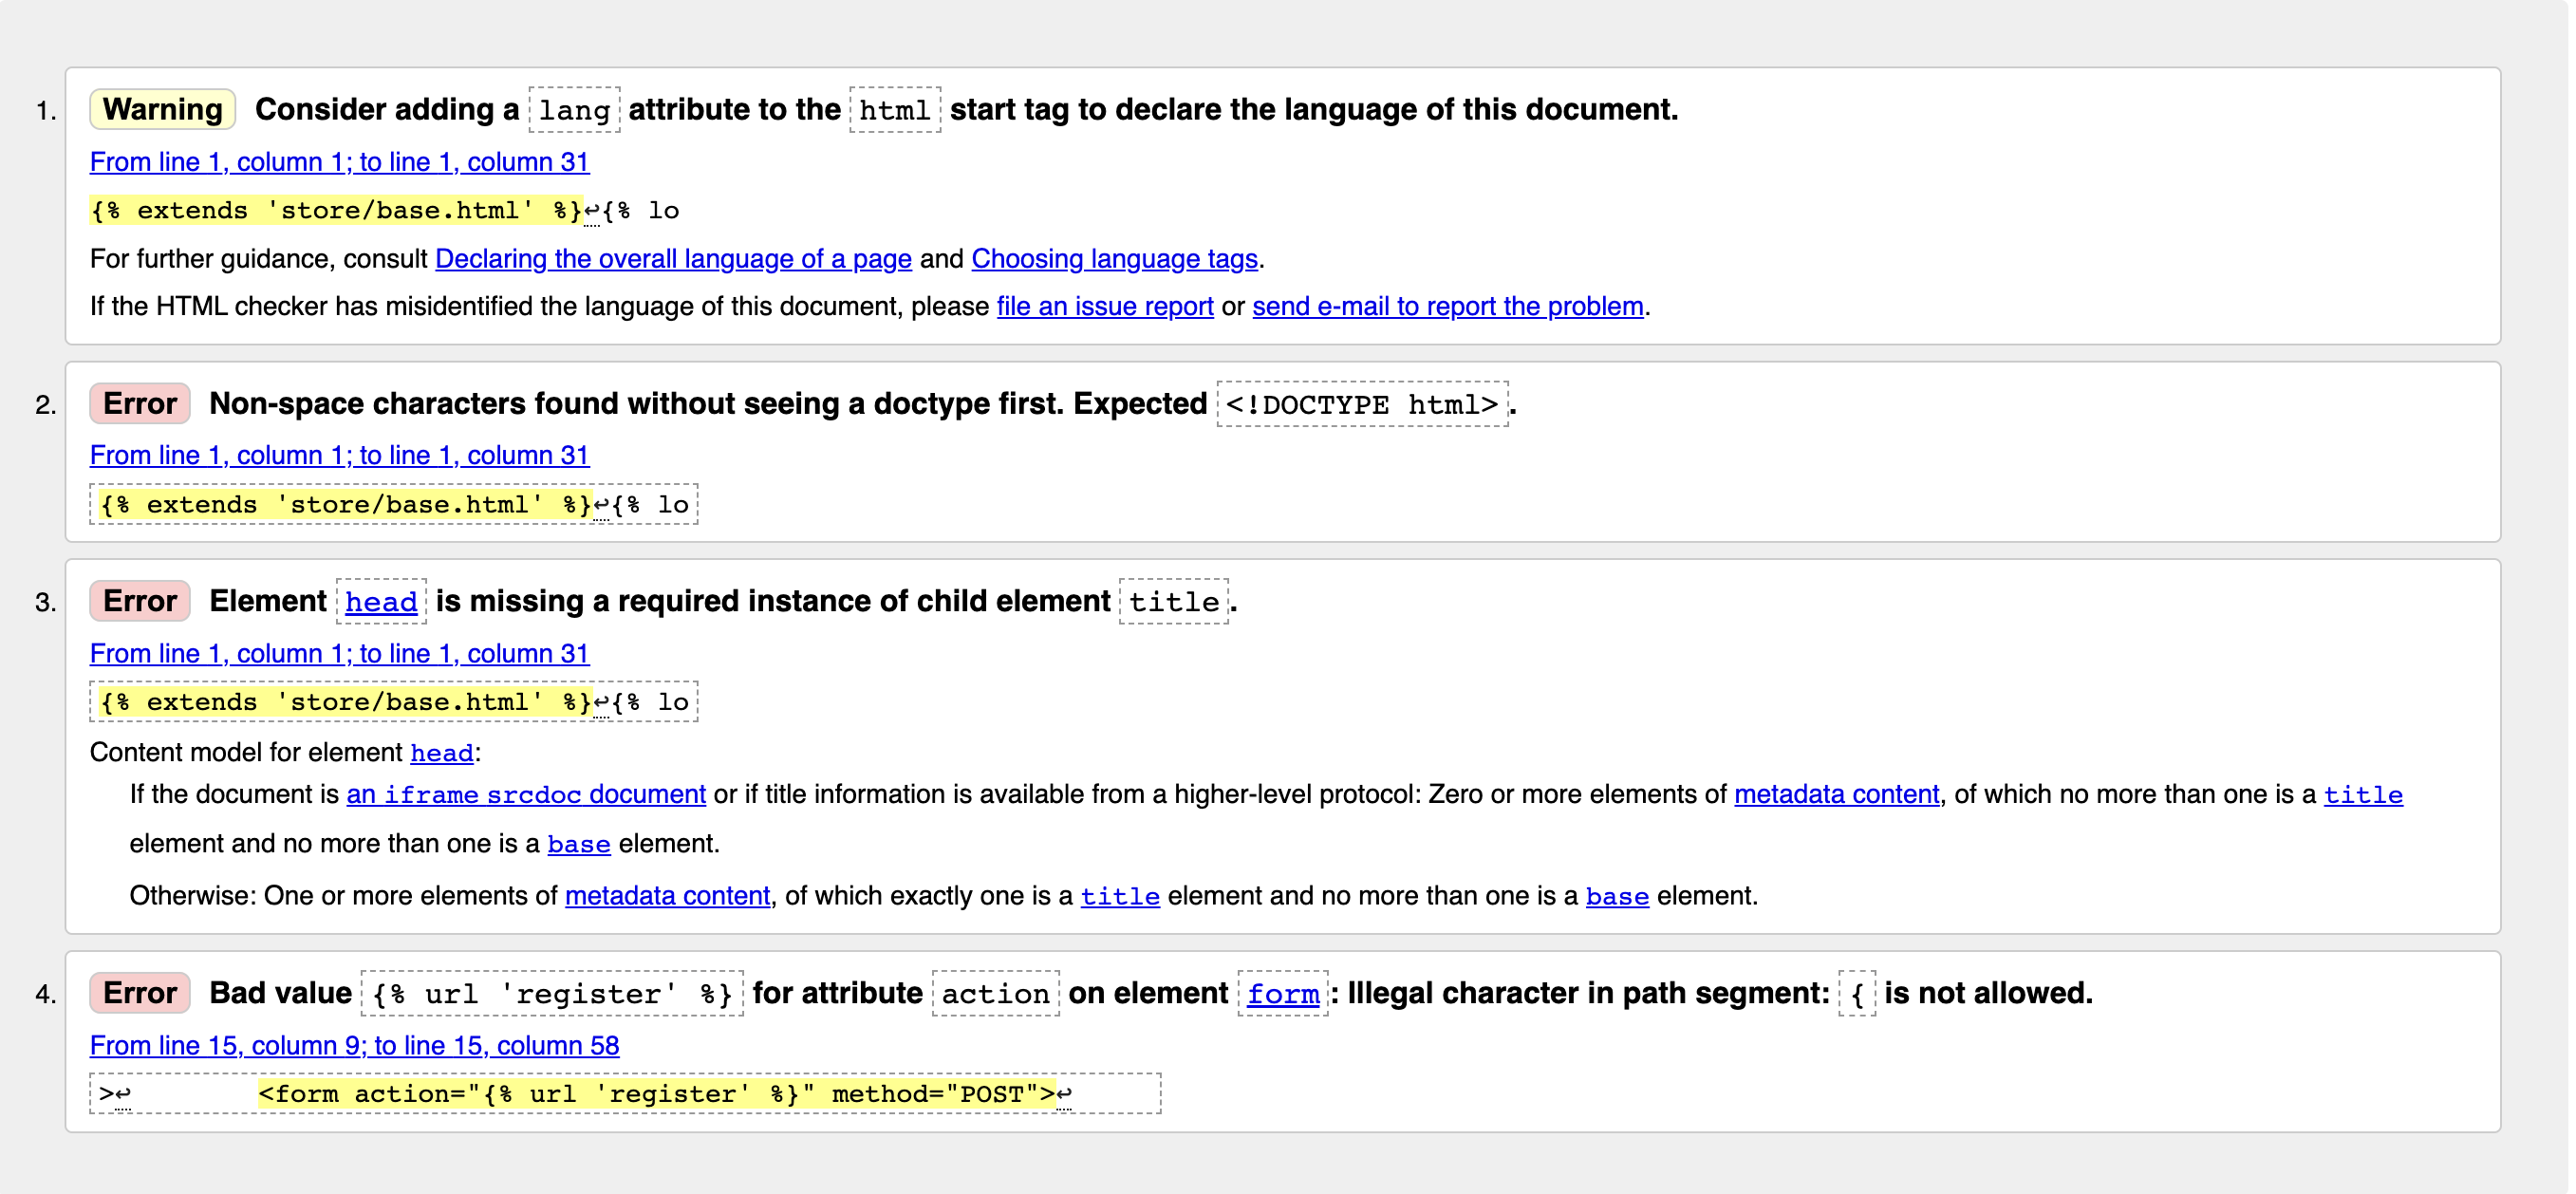 1. Warning Consider adding a lang attribute to the html start tag to declare the language of this document.
From line 1, column 1; to line 1, column 31
{% extends 'store/base.html' %}↩{% lo
For further guidance, consult Declaring the overall language of a page and Choosing language tags.
If the HTML checker has misidentified the language of this document, please file an issue report or send e-mail to report the problem.
2. Error Non-space characters found without seeing a doctype first. Expected <!DOCTYPE html>.
From line 1, column 1; to line 1, column 31
{% extends 'store/base.html' %}↩{% lo
3. Error Element head is missing a required instance of child element title.
From line 1, column 1; to line 1, column 31
{% extends 'store/base.html' %}↩{% lo
Content model for element head:
If the document is an iframe srcdoc document or if title information is available from a higher-level protocol: Zero or more elements of metadata content, of which no more than one is a title
element and no more than one is a base element.
Otherwise: One or more elements of metadata content, of which exactly one is a title element and no more than one is a base element.
4. Error Bad value {% url 'register' %} for attribute action on element form: Illegal character in path segment: { is not allowed.
From line 15, column 9; to line 15, column 58
>↩ <form action="{% url 'register' %}" method="POST">↩